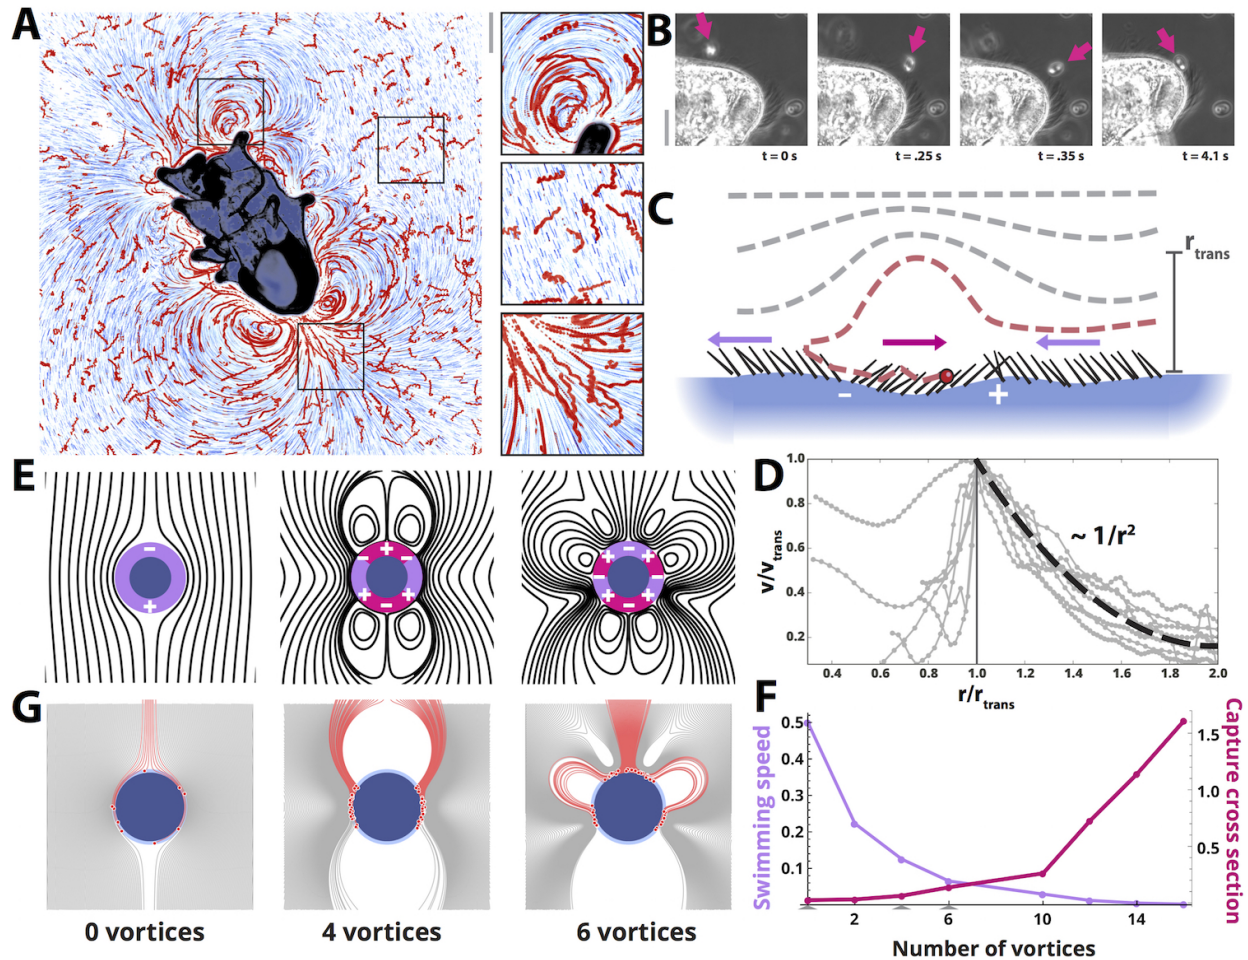 A
B
t = 0 s
t = .25 s
t = .35 s
t = 4.1 s
C
r trans
-
+
E
-
+
+
- -
+ +
-
-
+ +
- -
+ +
-
D
1.0
0.8
0.6
0.4
0.2
v/v trans
~ 1/r²
0.4 0.6 0.8 1.0 1.2 1.4 1.6 1.8 2.0
r/r trans
G
0 vortices
4 vortices
6 vortices
F
Swimming speed
0.5
0.4
0.3
0.2
0.1
1.5
1.0
0.5
Capture cross section
2 6 10 14
Number of vortices